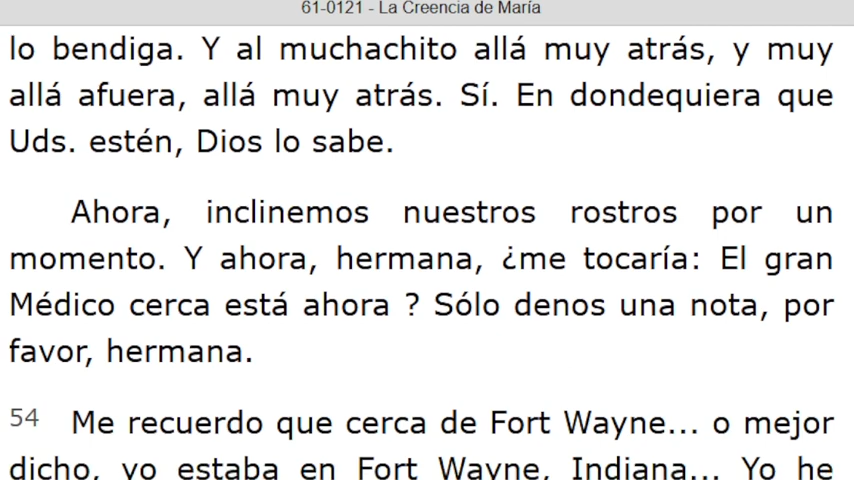 61-0121 - La Creencia de María
lo bendiga. Y al muchachito allá muy atrás, y muy
allá afuera, allá muy atrás. Sí. En dondequiera que
Uds. estén, Dios lo sabe.
Ahora, inclinemos nuestros rostros por un
momento. Y ahora, hermana, ¿me tocaría: El gran
Médico cerca está ahora ? Sólo denos una nota, por
favor, hermana.
54 Me recuerdo que cerca de Fort Wayne... o mejor
dicho, yo estaba en Fort Wayne, Indiana... Yo he